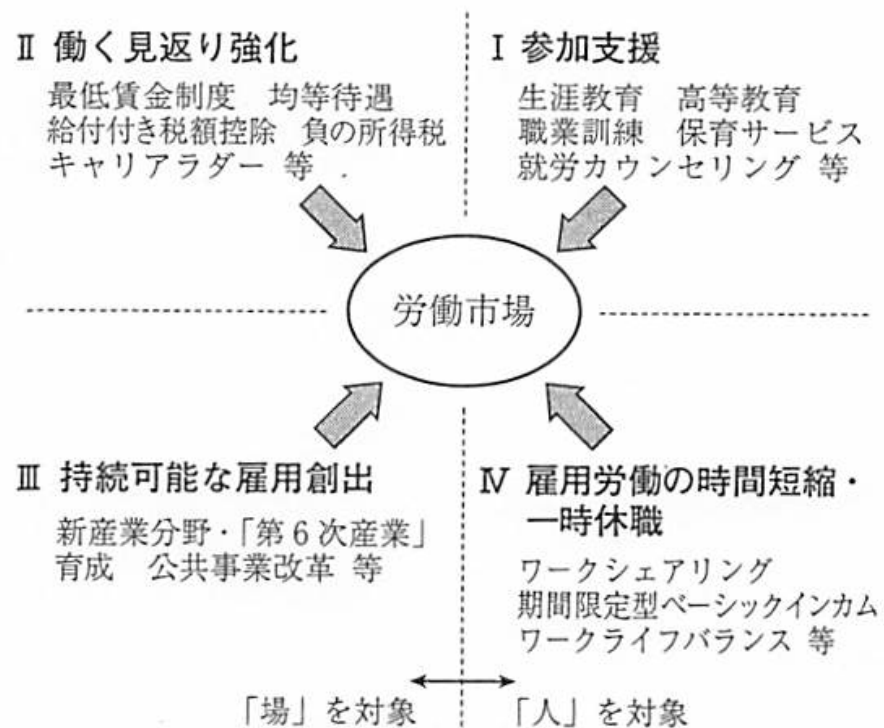 Ⅱ 働く見返り強化
最低賃金制度 均等待遇
給付付き税額控除 負の所得税
キャリアラダー 等
Ⅰ 参加支援
生涯教育 高等教育
職業訓練 保育サービス
就労カウンセリング 等
労働市場
Ⅲ 持続可能な雇用創出
新産業分野・「第6次産業」
育成 公共事業改革 等
Ⅳ 雇用労働の時間短縮・
一時休職
ワークシェアリング
期間限定型ベーシックインカム
ワークライフバランス 等
「場」を対象
「人」を対象